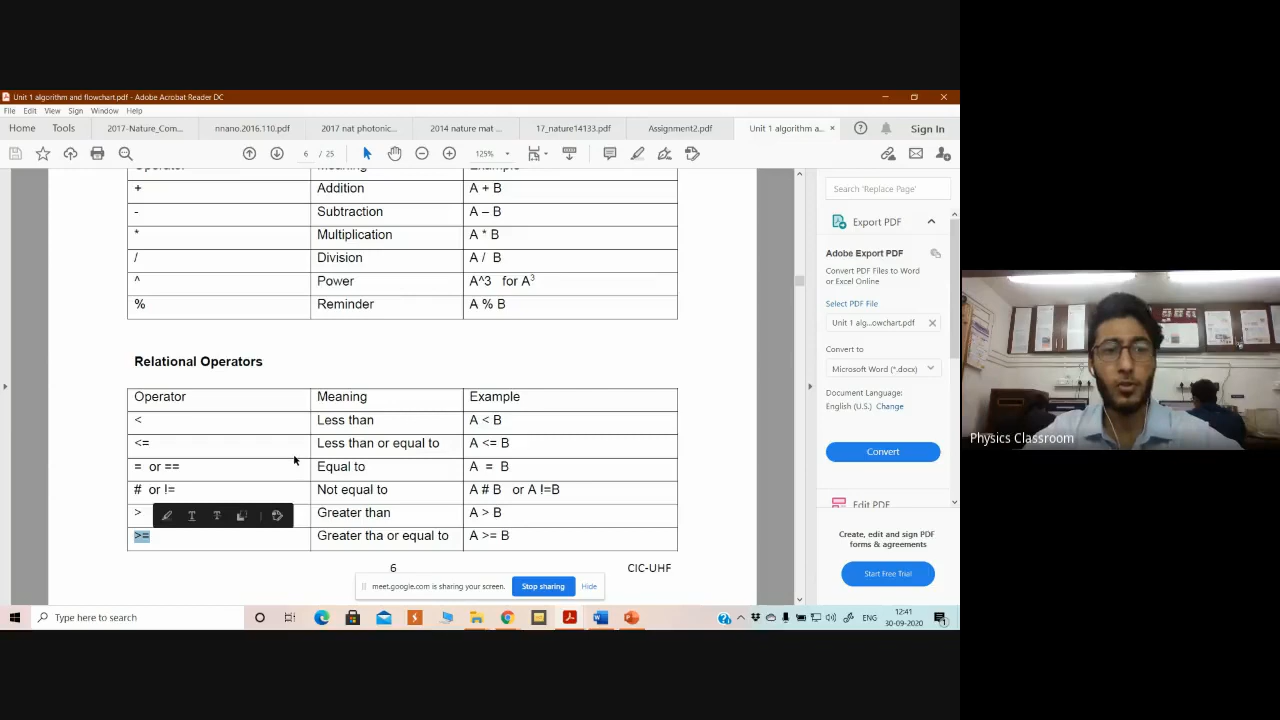 Unit 1 algorithm and flowchart.pdf - Adobe Acrobat Reader DC
File Edit View Sign Window Help
Home Tools 2017-Nature_Com... nnano.2016.110.pdf 2017 nat photonic... 2014 nature mat ... 17_nature14133.pdf Assignment2.pdf Unit 1 algorithm a... × Sign In
6 / 25 125%
Operator Meaning Example
+ Addition A + B
- Subtraction A – B
* Multiplication A * B
/ Division A / B
^ Power A^3 for A³
% Reminder A % B
Relational Operators
Operator Meaning Example
< Less than A < B
<= Less than or equal to A <= B
= or == Equal to A = B
# or != Not equal to A # B or A !=B
> Greater than A > B
>= Greater tha or equal to A >= B
6 CIC-UHF
meet.google.com is sharing your screen. Stop sharing Hide
Search 'Replace Page'
Export PDF
Adobe Export PDF
Convert PDF Files to Word
or Excel Online
Select PDF File
Unit 1 alg...owchart.pdf
Convert to
Microsoft Word (*.docx)
Document Language:
English (U.S.) Change
Convert
Edit PDF
Create, edit and sign PDF
forms & agreements
Start Free Trial
Physics Classroom
Type here to search
ENG
12:41
30-09-2020